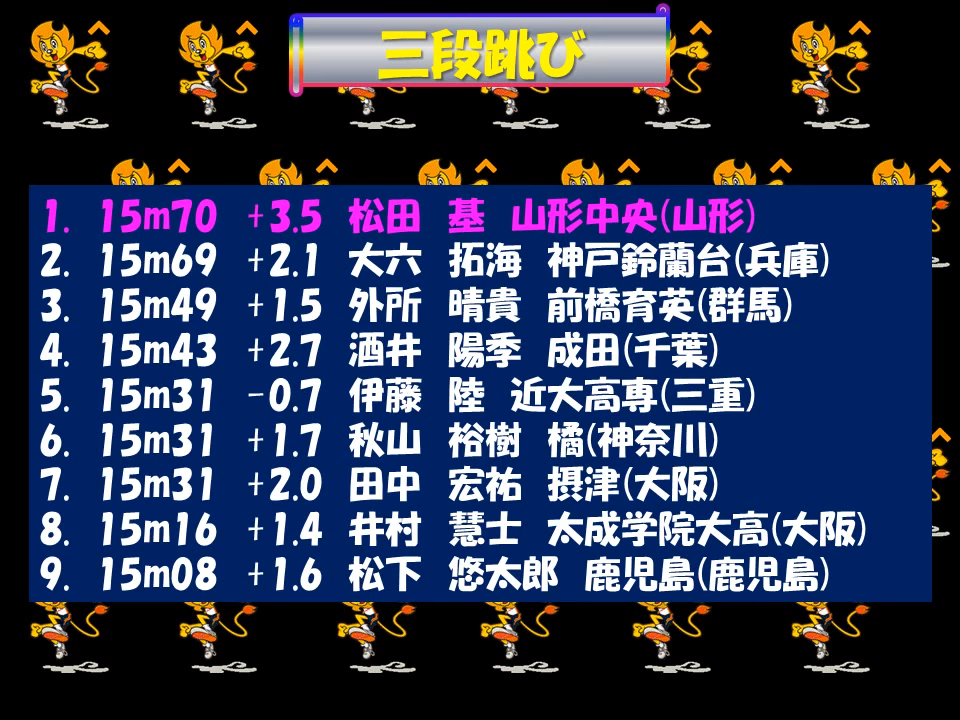 三段跳び
1. 15m70 +3.5 松田 基 山形中央(山形)
2. 15m69 +2.1 大六 拓海 神戸鈴蘭台(兵庫)
3. 15m49 +1.5 外所 晴貴 前橋育英(群馬)
4. 15m43 +2.7 酒井 陽季 成田(千葉)
5. 15m31 -0.7 伊藤 陸 近大高専(三重)
6. 15m31 +1.7 秋山 裕樹 橘(神奈川)
7. 15m31 +2.0 田中 宏祐 摂津(大阪)
8. 15m16 +1.4 井村 慧士 太成学院大高(大阪)
9. 15m08 +1.6 松下 悠太郎 鹿児島(鹿児島)